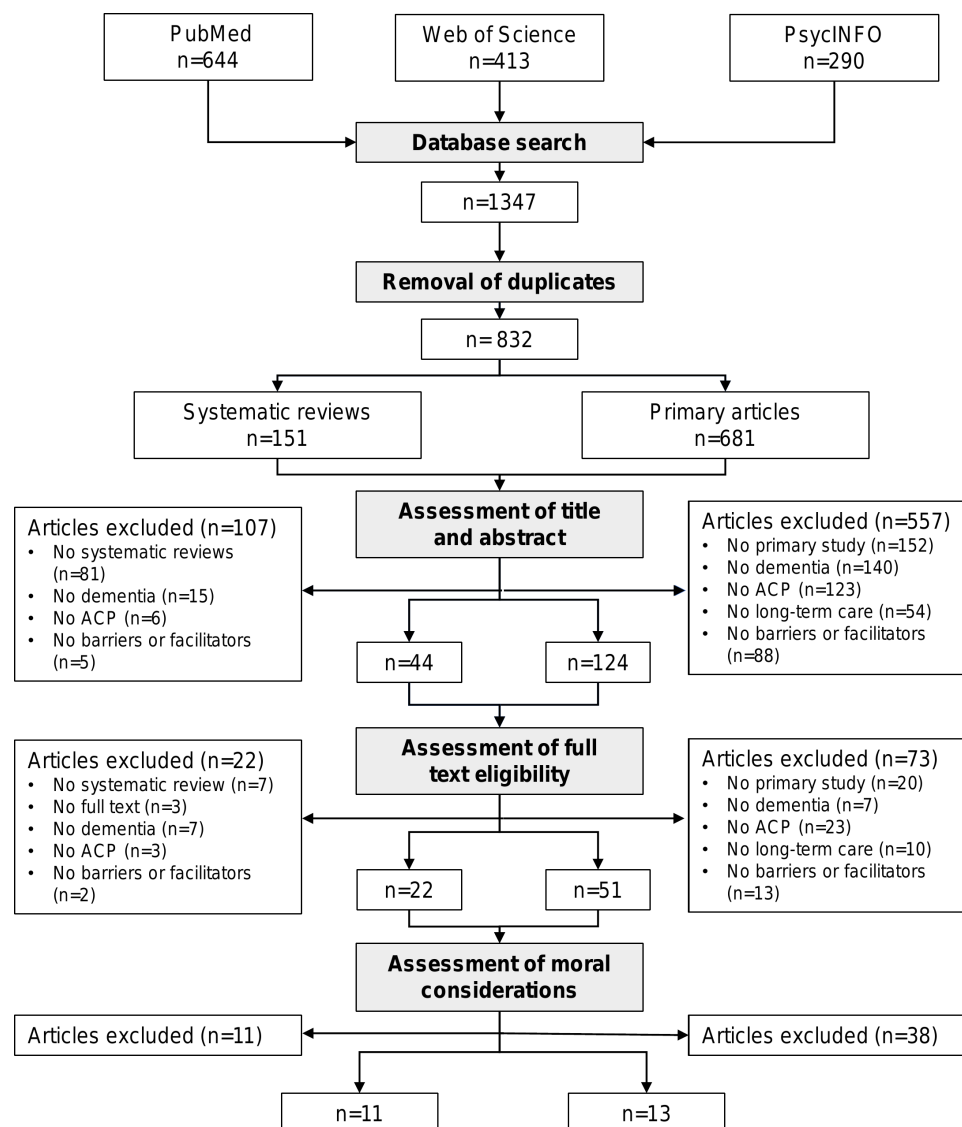 PubMed
n=644
Web of Science
n=413
PsycINFO
n=290
Database search
n=1347
Removal of duplicates
n=832
Systematic reviews
n=151
Primary articles
n=681
Assessment of title
and abstract
Articles excluded (n=107)
• No systematic reviews
(n=81)
• No dementia (n=15)
• No ACP (n=6)
• No barriers or facilitators
(n=5)
Articles excluded (n=557)
• No primary study (n=152)
• No dementia (n=140)
• No ACP (n=123)
• No long-term care (n=54)
• No barriers or facilitators
(n=88)
n=44
n=124
Assessment of full
text eligibility
Articles excluded (n=22)
• No systematic review (n=7)
• No full text (n=3)
• No dementia (n=7)
• No ACP (n=3)
• No barriers or facilitators
(n=2)
Articles excluded (n=73)
• No primary study (n=20)
• No dementia (n=7)
• No ACP (n=23)
• No long-term care (n=10)
• No barriers or facilitators
(n=13)
n=22
n=51
Assessment of moral
considerations
Articles excluded (n=11)
Articles excluded (n=38)
n=11
n=13